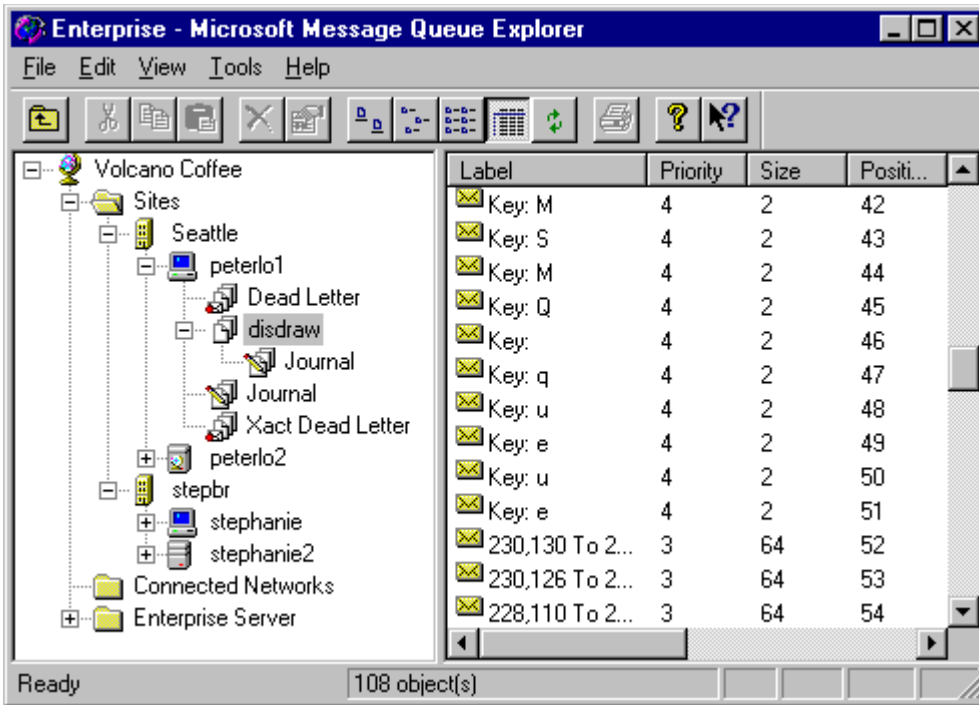 Enterprise - Microsoft Message Queue Explorer
File Edit View Tools Help
Volcano Coffee
Sites
Seattle
peterlo1
Dead Letter
disdraw
Journal
Journal
Xact Dead Letter
peterlo2
stepbr
stephanie
stephanie2
Connected Networks
Enterprise Server
Label Priority Size Positi...
Key: M 4 2 42
Key: S 4 2 43
Key: M 4 2 44
Key: Q 4 2 45
Key: 4 2 46
Key: q 4 2 47
Key: u 4 2 48
Key: e 4 2 49
Key: u 4 2 50
Key: e 4 2 51
230,130 To 2... 3 64 52
230,126 To 2... 3 64 53
228,110 To 2... 3 64 54
Ready 108 object(s)